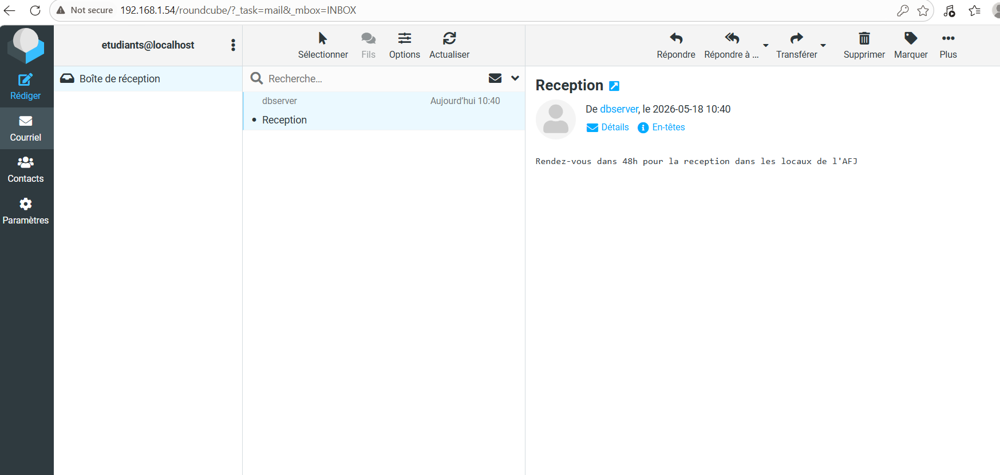 Not secure 192.168.1.54/roundcube/?_task=mail&_mbox=INBOX
etudiants@localhost
Sélectionner Fils Options Actualiser
Répondre Répondre à ... Transférer Supprimer Marquer Plus
Rédiger
Courriel
Contacts
Paramètres
Boîte de réception
Recherche...
dbserver Aujourd'hui 10:40
• Reception
Reception
De dbserver, le 2026-05-18 10:40
Détails En-têtes
Rendez-vous dans 48h pour la reception dans les locaux de l'AFJ